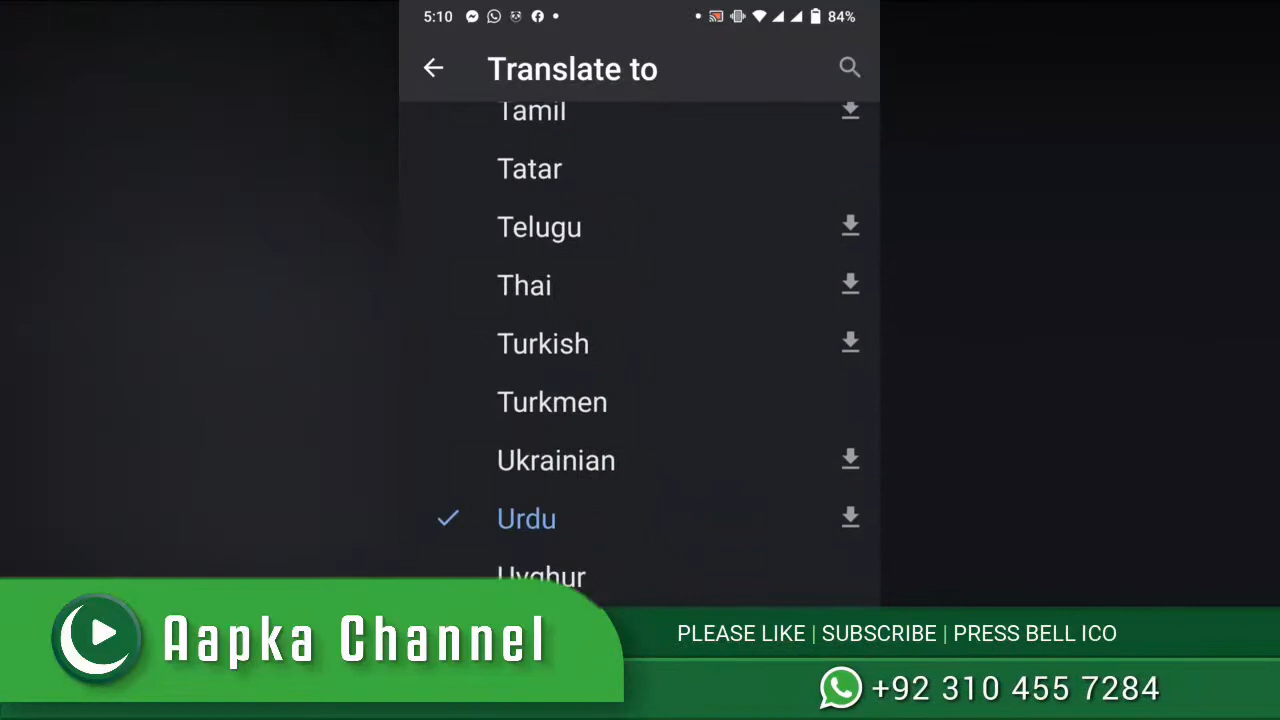 5:10 84%
Translate to
Tamil
Tatar
Telugu
Thai
Turkish
Turkmen
Ukrainian
Urdu
Uyghur
Aapka Channel
PLEASE LIKE | SUBSCRIBE | PRESS BELL ICO
+92 310 455 7284